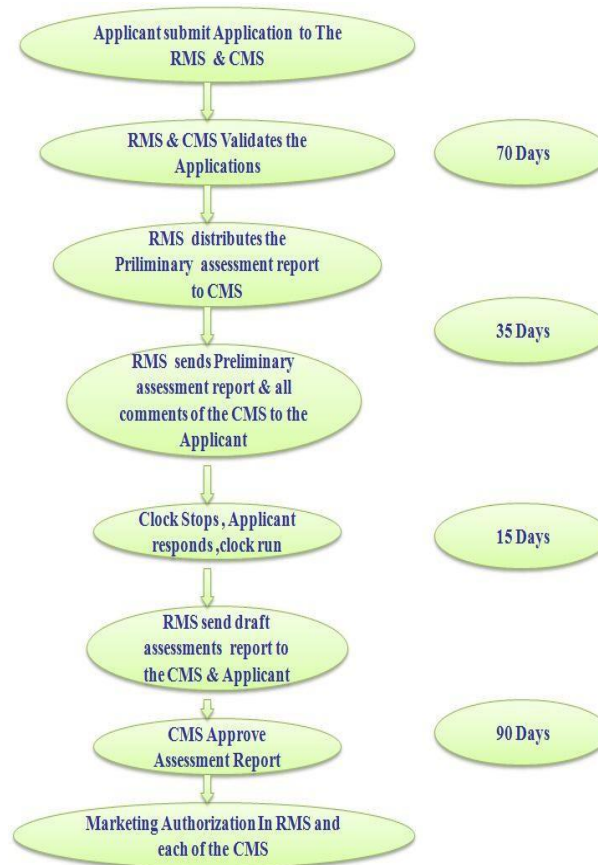 Applicant submit Application to The
RMS & CMS
RMS & CMS Validates the
Applications
70 Days
RMS distributes the
Priliminary assessment report
to CMS
35 Days
RMS sends Preliminary
assessment report & all
comments of the CMS to the
Applicant
Clock Stops , Applicant
responds ,clock run
15 Days
RMS send draft
assessments report to
the CMS & Applicant
CMS Approve
Assessment Report
90 Days
Marketing Authorization In RMS and
each of the CMS